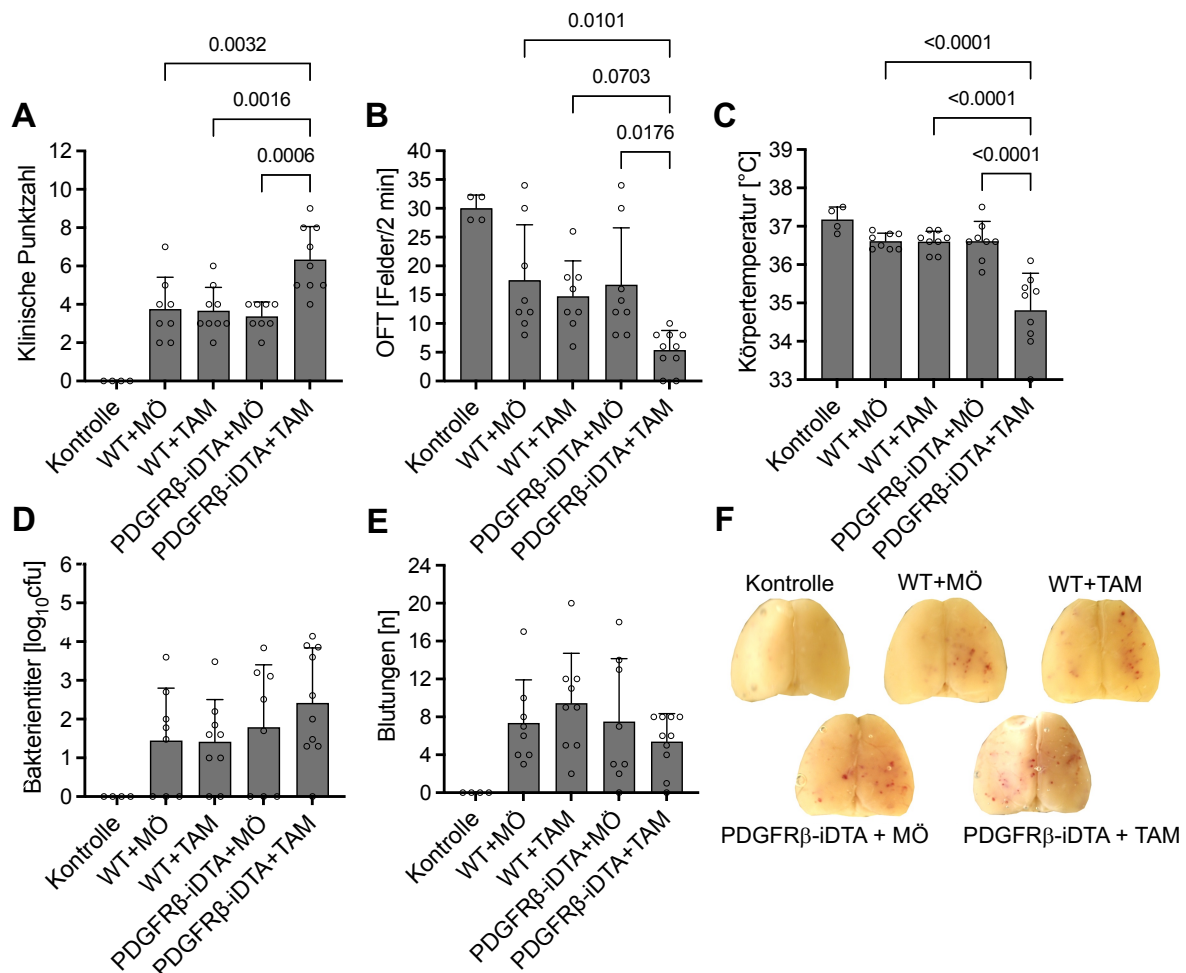 A
0.0032
0.0016
0.0006
Klinische Punktzahl
12
10
8
6
4
2
0
Kontrolle
WT+MÖ
WT+TAM
PDGFRβ-iDTA+MÖ
PDGFRβ-iDTA+TAM
B
0.0101
0.0703
0.0176
OFT [Felder/2 min]
40
35
30
25
20
15
10
5
0
Kontrolle
WT+MÖ
WT+TAM
PDGFRβ-iDTA+MÖ
PDGFRβ-iDTA+TAM
C
<0.0001
<0.0001
<0.0001
Körpertemperatur [°C]
39
38
37
36
35
34
33
Kontrolle
WT+MÖ
WT+TAM
PDGFRβ-iDTA+MÖ
PDGFRβ-iDTA+TAM
D
Bakterientiter [log₁₀cfu]
6
5
4
3
2
1
0
Kontrolle
WT+MÖ
WT+TAM
PDGFRβ-iDTA+MÖ
PDGFRβ-iDTA+TAM
E
Blutungen [n]
24
20
16
12
8
4
0
Kontrolle
WT+MÖ
WT+TAM
PDGFRβ-iDTA+MÖ
PDGFRβ-iDTA+TAM
F
Kontrolle
WT+MÖ
WT+TAM
PDGFRβ-iDTA + MÖ
PDGFRβ-iDTA + TAM